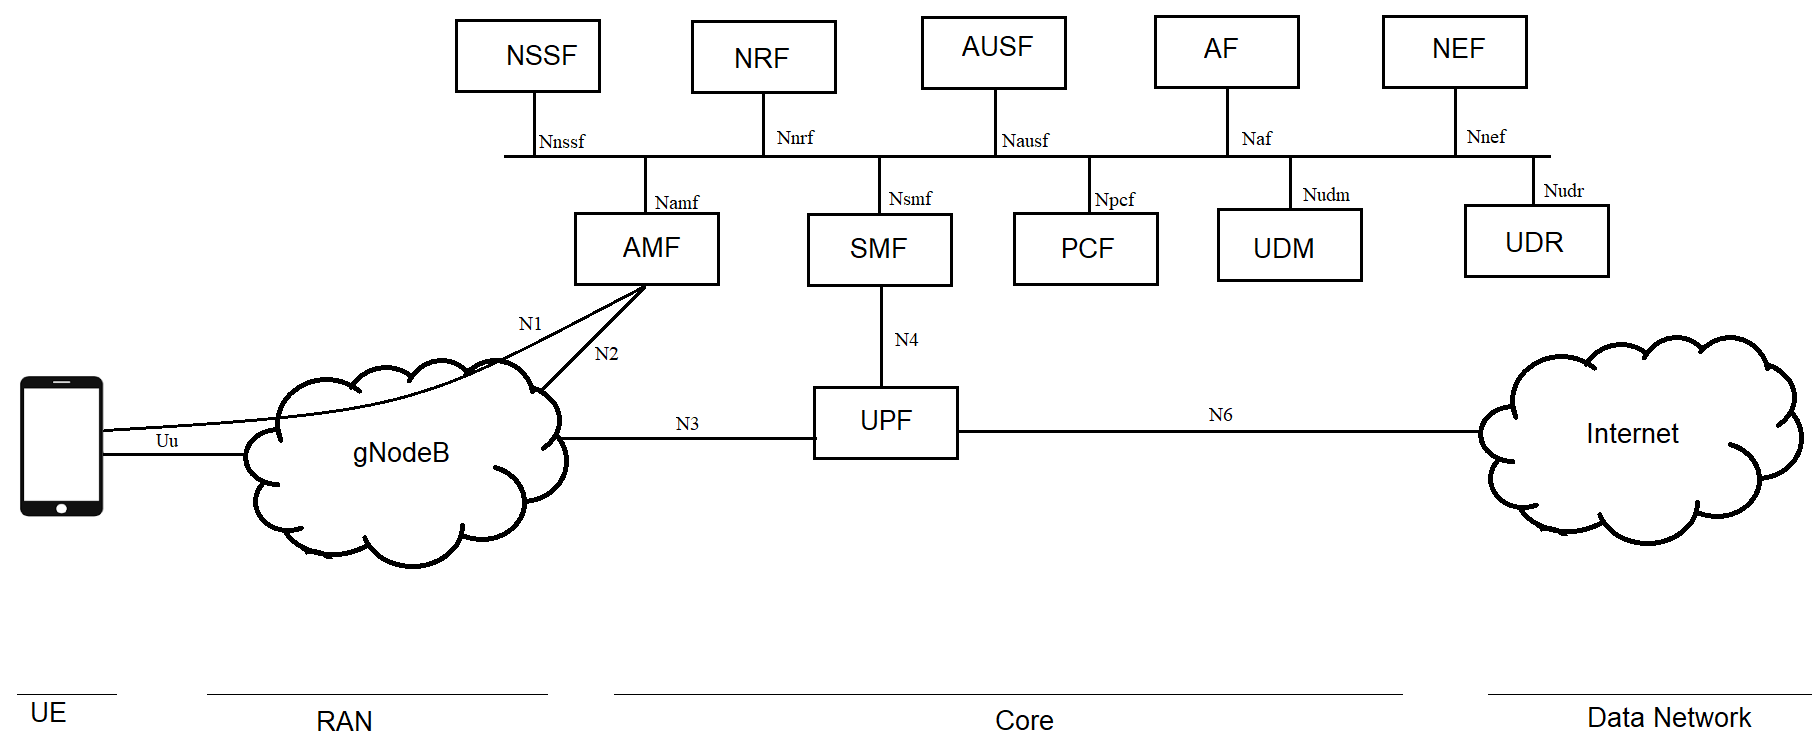 NSSF
NRF
AUSF
AF
NEF
Nnssf
Nnrf
Nausf
Naf
Nnef
Namf
Nsmf
Npcf
Nudm
Nudr
AMF
SMF
PCF
UDM
UDR
N1
N2
N4
Uu
gNodeB
N3
UPF
N6
Internet
UE
RAN
Core
Data Network